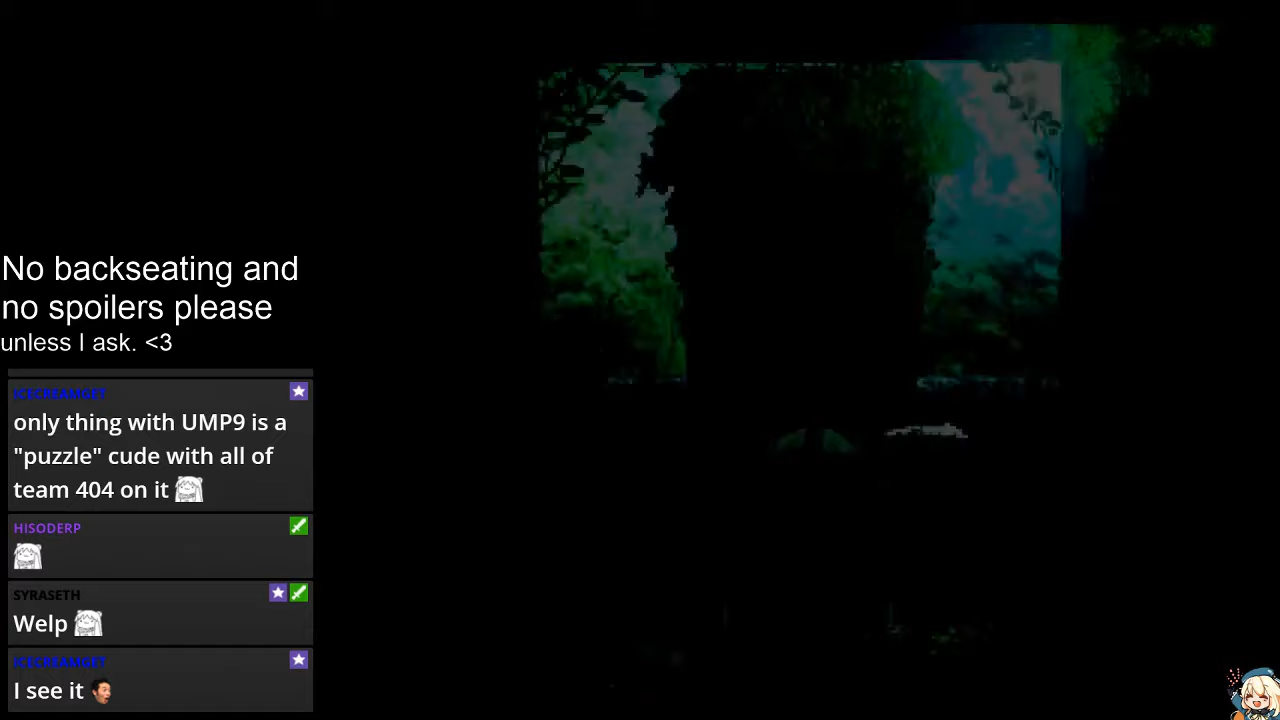 No backseating and
no spoilers please
unless I ask. <3
ICECREAMGET
only thing with UMP9 is a
"puzzle" cude with all of
team 404 on it
HISODERP
SYRASETH
Welp
ICECREAMGET
I see it